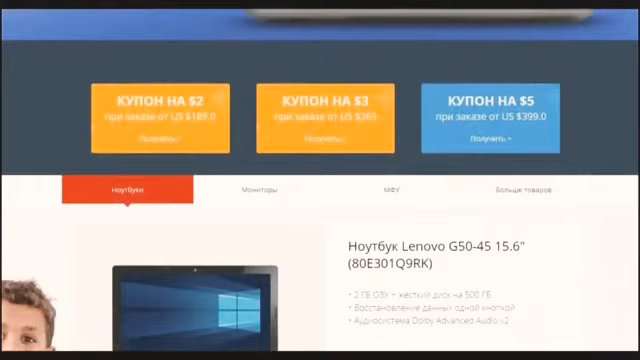 КУПОН НА $2
при заказе от US $189.0
Получить >
КУПОН НА $3
при заказе от US $269
Получить >
КУПОН НА $5
при заказе от US $399.0
Получить >
Ноутбуки
Мониторы
МФУ
Больше товаров
Ноутбук Lenovo G50-45 15.6"
(80E301Q9RK)
• 2 ГБ ОЗУ + жёсткий диск на 500 ГБ
• Восстановление данных одной кнопкой
• Аудиосистема Dolby Advanced Audio v2